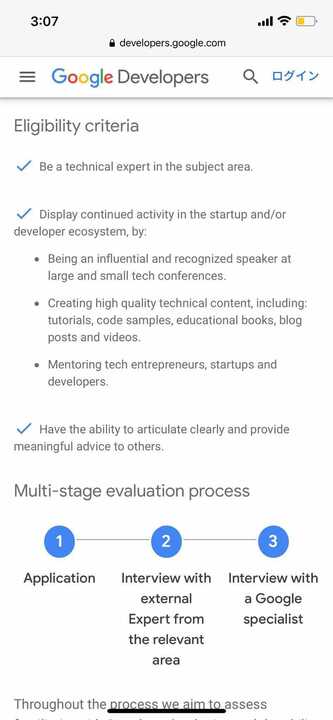 3:07
developers.google.com
Google Developers
ログイン
Eligibility criteria
Be a technical expert in the subject area.
Display continued activity in the startup and/or
developer ecosystem, by:
Being an influential and recognized speaker at
large and small tech conferences.
Creating high quality technical content, including:
tutorials, code samples, educational books, blog
posts and videos.
Mentoring tech entrepreneurs, startups and
developers.
Have the ability to articulate clearly and provide
meaningful advice to others.
Multi-stage evaluation process
1 2 3
Application
Interview with
external
Expert from
the relevant
area
Interview with
a Google
specialist
Throughout the process we aim to assess